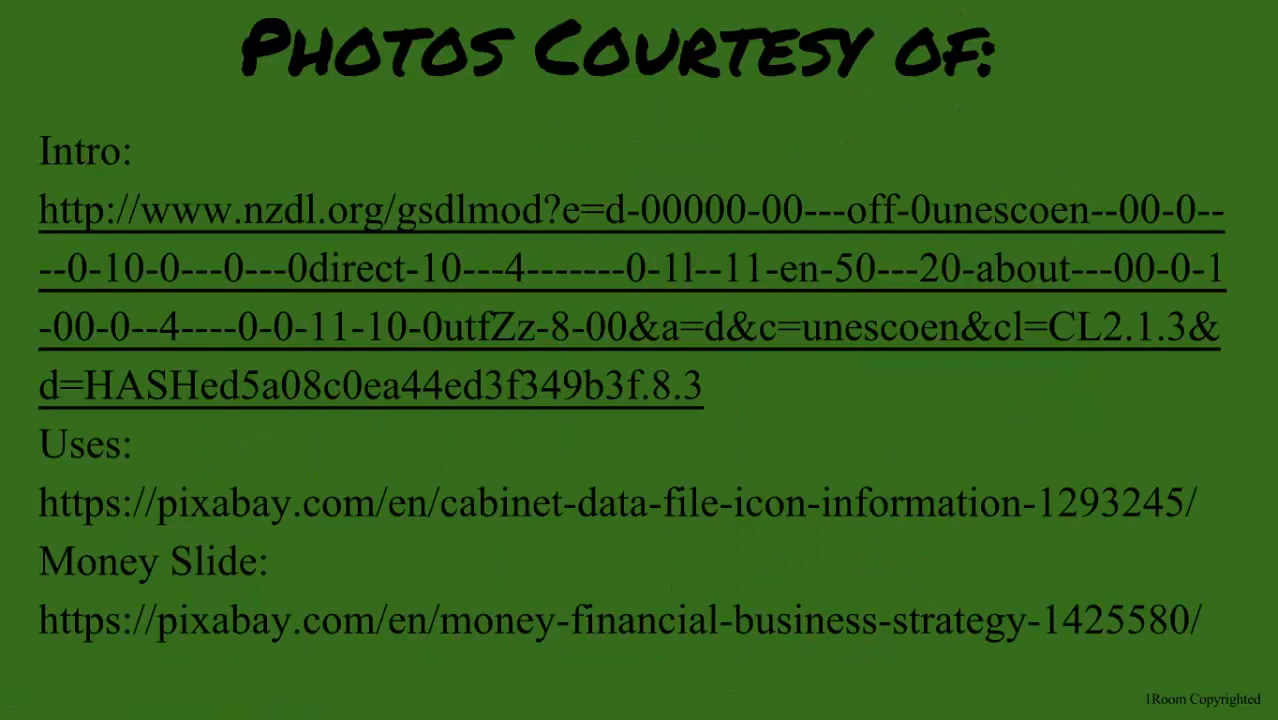 Photos Courtesy of:
Intro:
http://www.nzdl.org/gsdlmod?e=d-00000-00---off-0unescoen--00-0--
--0-10-0---0---0direct-10---4-------0-1l--11-en-50---20-about---00-0-1
-00-0--4----0-0-11-10-0utfZz-8-00&a=d&c=unescoen&cl=CL2.1.3&
d=HASHed5a08c0ea44ed3f349b3f.8.3
Uses:
https://pixabay.com/en/cabinet-data-file-icon-information-1293245/
Money Slide:
https://pixabay.com/en/money-financial-business-strategy-1425580/
1Room Copyrighted